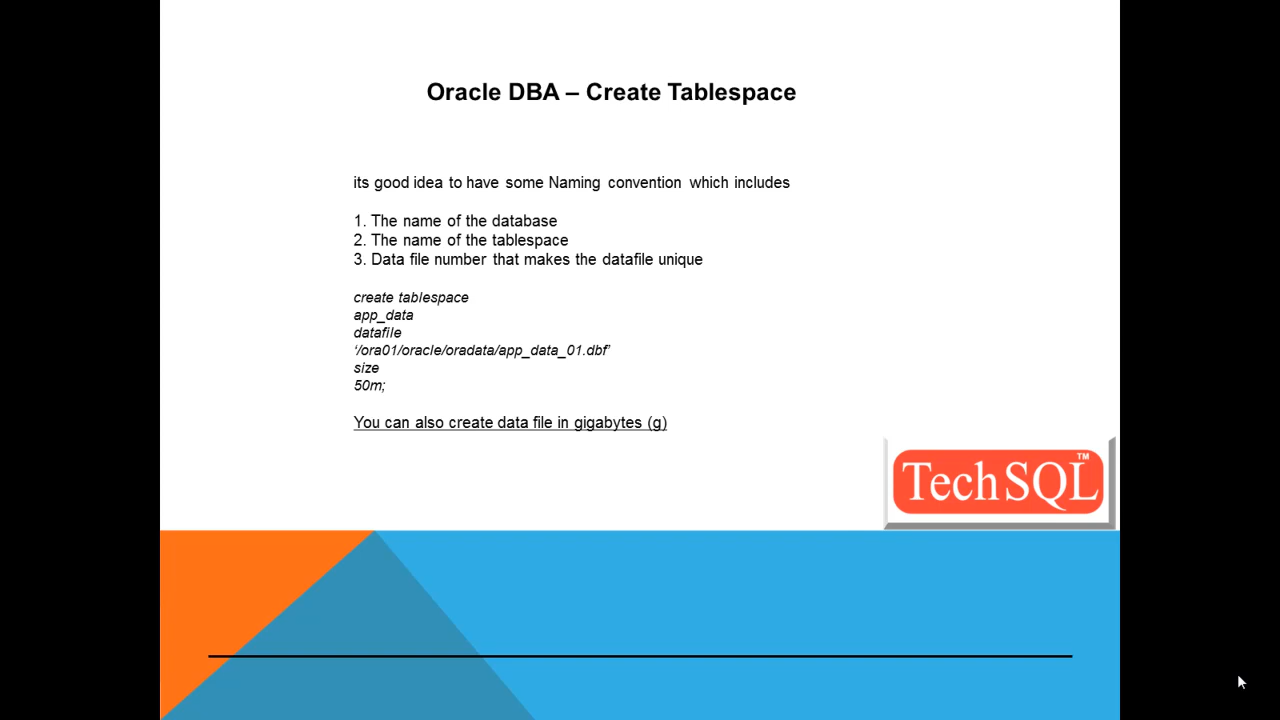 Oracle DBA – Create Tablespace
its good idea to have some Naming convention which includes
1. The name of the database
2. The name of the tablespace
3. Data file number that makes the datafile unique
create tablespace
app_data
datafile
‘/ora01/oracle/oradata/app_data_01.dbf’
size
50m;
You can also create data file in gigabytes (g)
TechSQL™